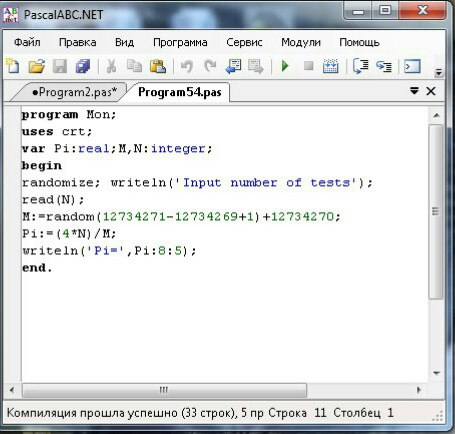 PascalABC.NET
Файл Правка Вид Программа Сервис Модули Помощь
•Program2.pas* Program54.pas
program Mon;
uses crt;
var Pi:real;M,N:integer;
begin
randomize; writeln('Input number of tests');
read(N);
M:=random(12734271-12734269+1)+12734270;
Pi:=(4*N)/M;
writeln('Pi=',Pi:8:5);
end.
Компиляция прошла успешно (33 строк), 5 пр Строка 11 Столбец 1